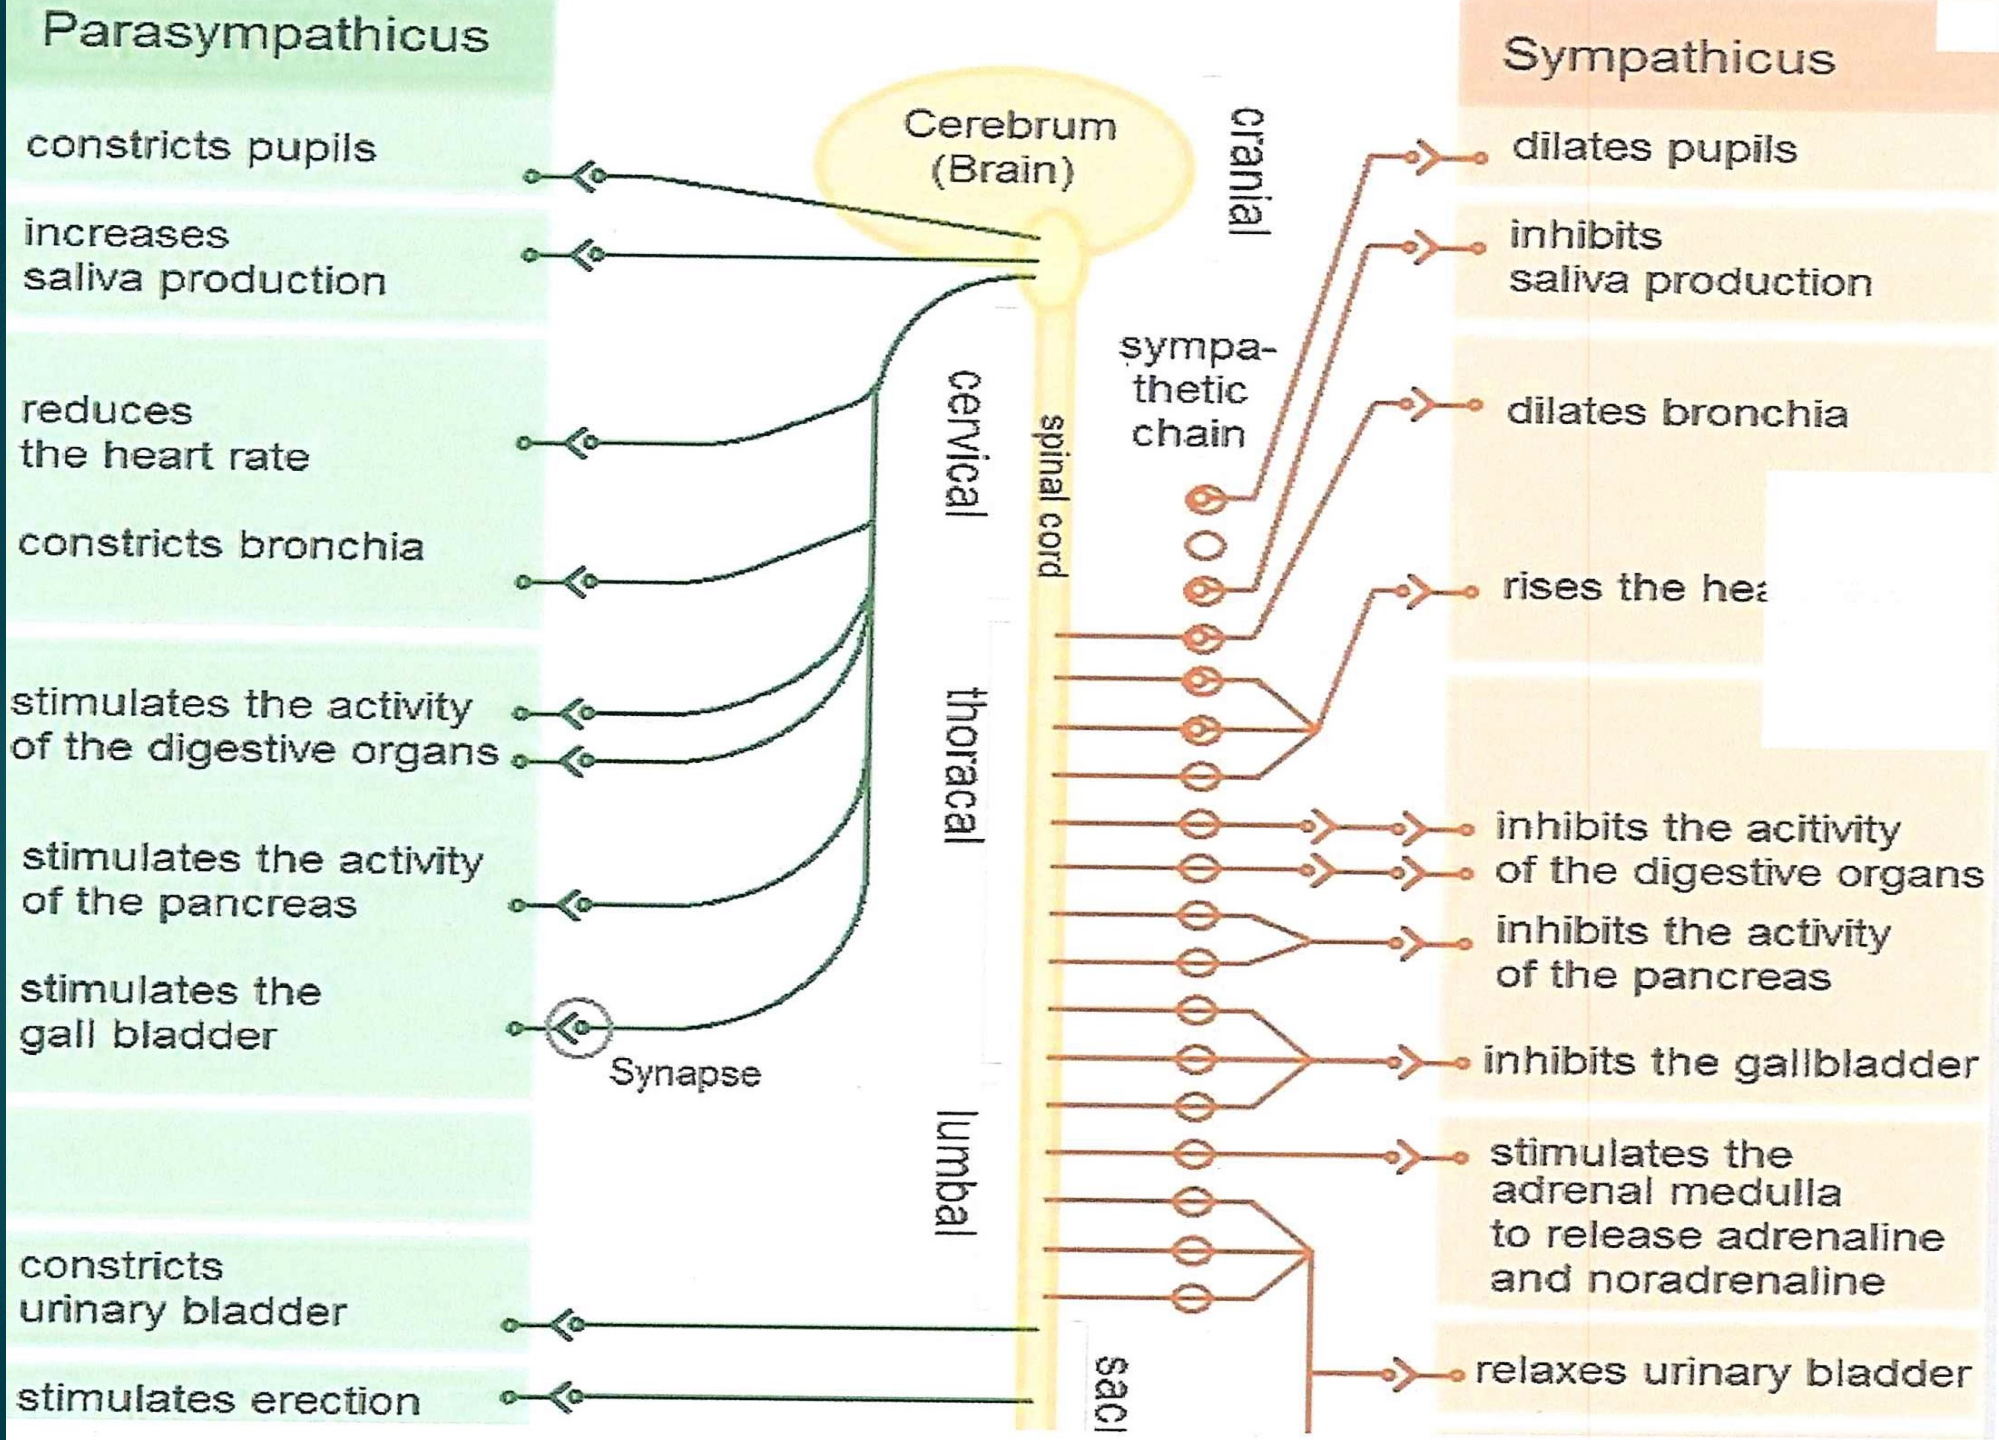 Parasympathicus
constricts pupils
increases
saliva production
reduces
the heart rate
constricts bronchia
stimulates the activity
of the digestive organs
stimulates the activity
of the pancreas
stimulates the
gall bladder
Synapse
constricts
urinary bladder
stimulates erection
Cerebrum
(Brain)
cranial
cervical
spinal cord
thoracal
lumbal
sympa-
thetic
chain
Sympathicus
dilates pupils
inhibits
saliva production
dilates bronchia
rises the
inhibits the acitivity
of the digestive organs
inhibits the activity
of the pancreas
inhibits the gallbladder
stimulates the
adrenal medulla
to release adrenaline
and noradrenaline
relaxes urinary bladder